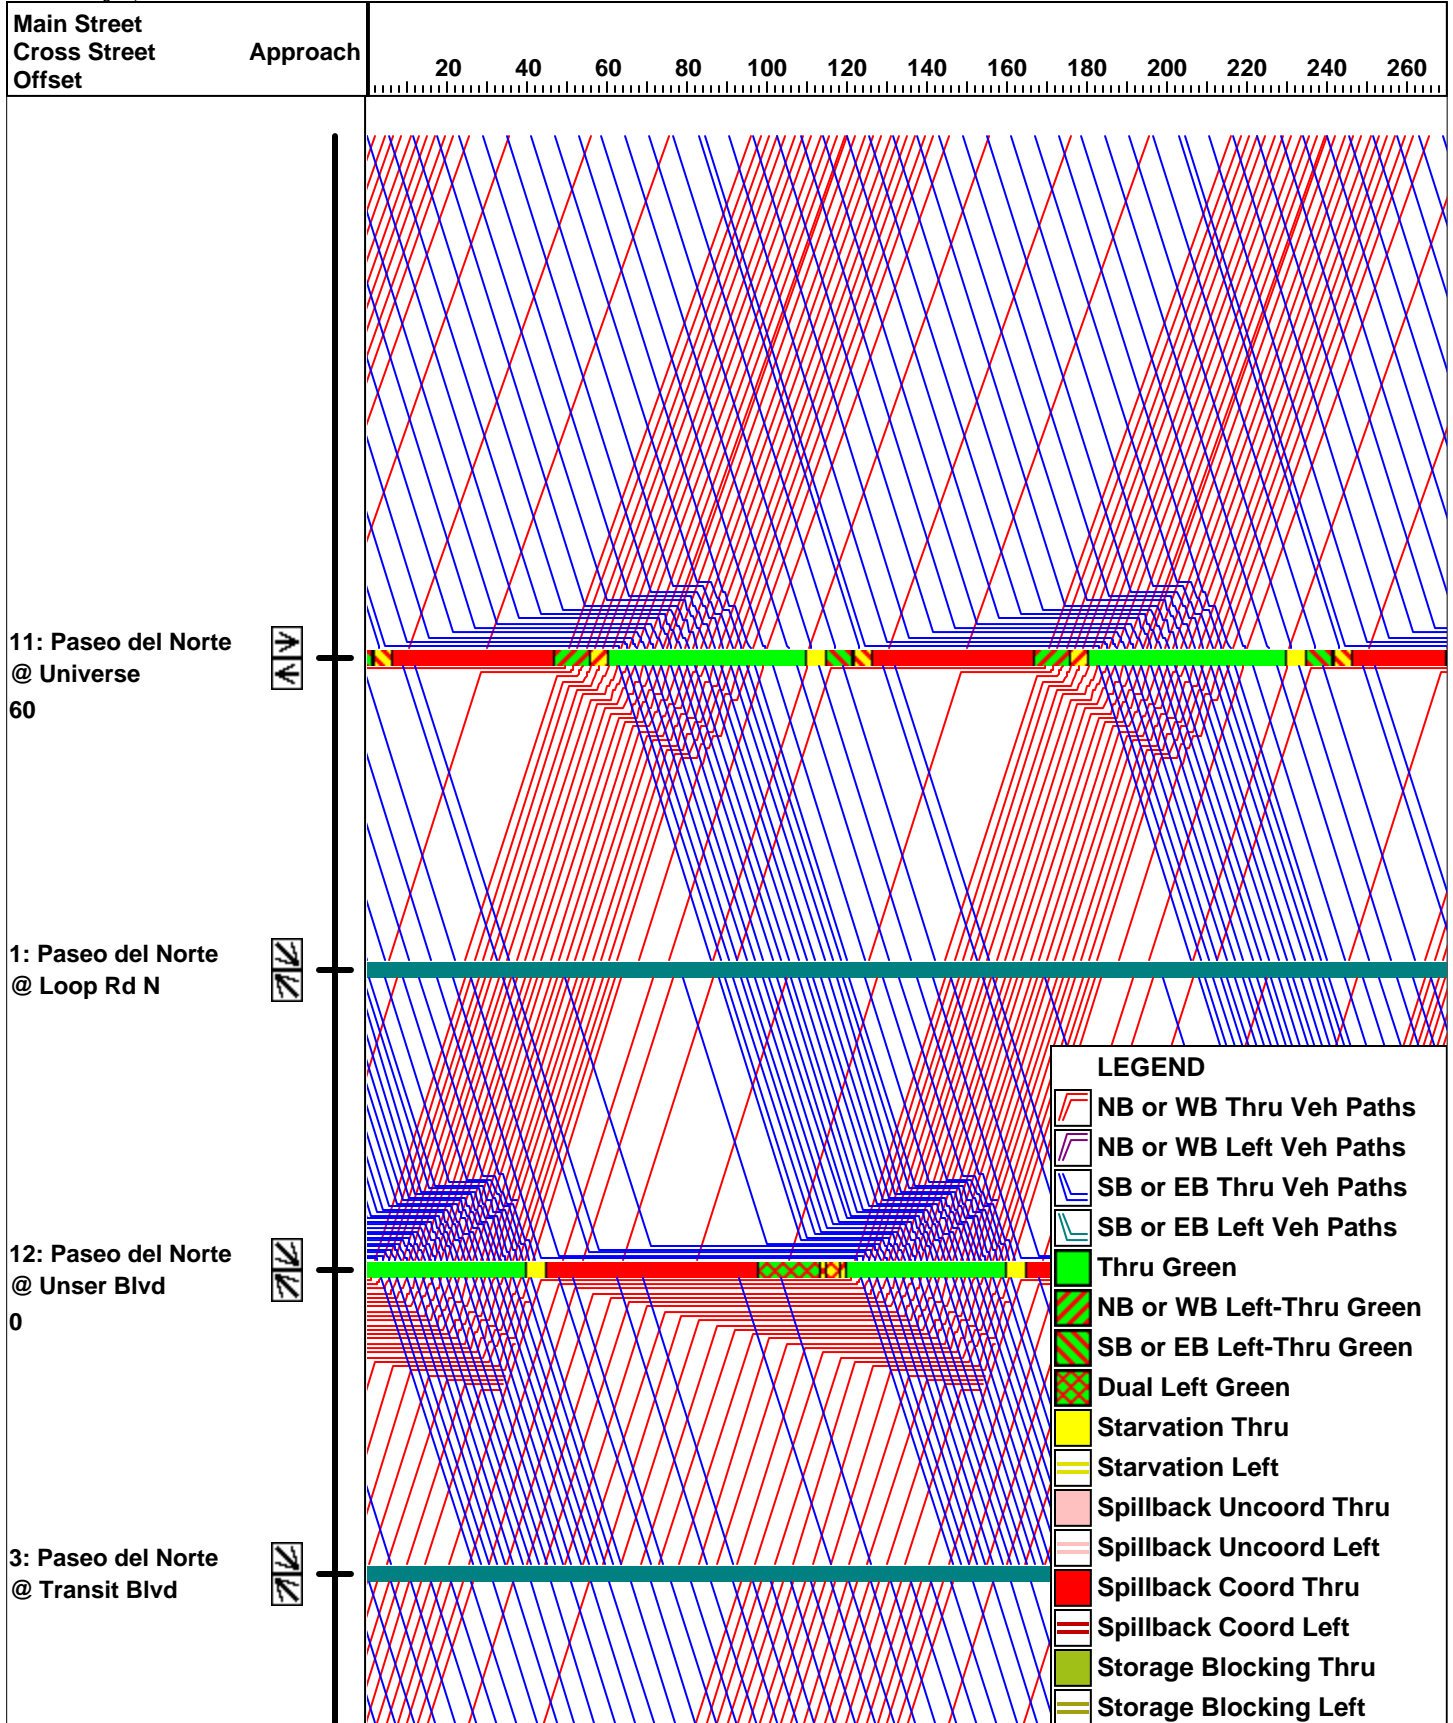 Main Street
Cross Street Approach
Offset
20 40 60 80 100 120 140 160 180 200 220 240 260
11: Paseo del Norte
@ Universe
60
1: Paseo del Norte
@ Loop Rd N
12: Paseo del Norte
@ Unser Blvd
0
3: Paseo del Norte
@ Transit Blvd
LEGEND
NB or WB Thru Veh Paths
NB or WB Left Veh Paths
SB or EB Thru Veh Paths
SB or EB Left Veh Paths
Thru Green
NB or WB Left-Thru Green
SB or EB Left-Thru Green
Dual Left Green
Starvation Thru
Starvation Left
Spillback Uncoord Thru
Spillback Uncoord Left
Spillback Coord Thru
Spillback Coord Left
Storage Blocking Thru
Storage Blocking Left